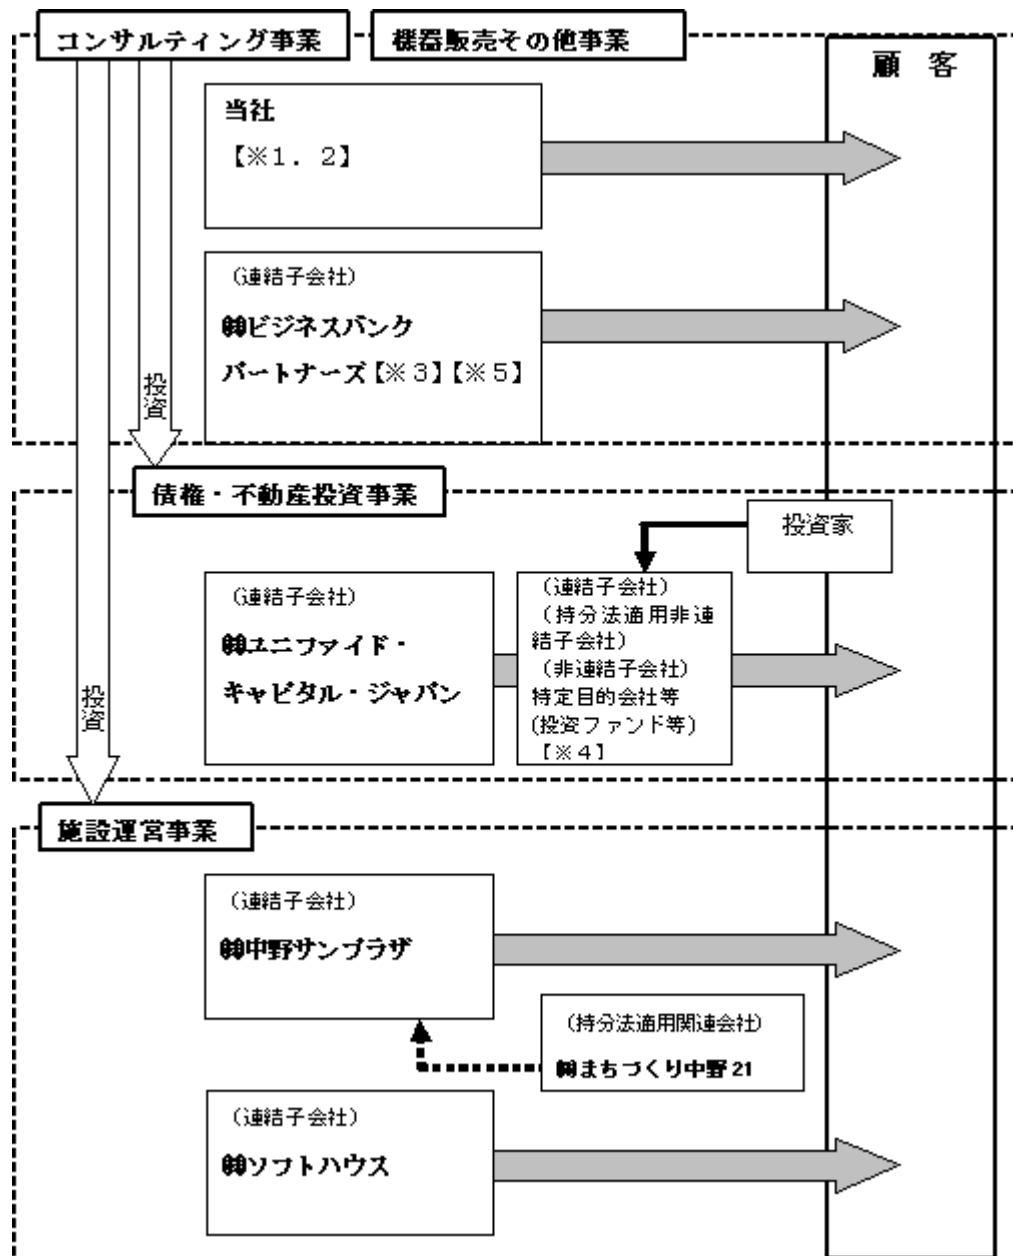 コンサルティング事業
機器販売その他事業
顧 客
当社
【※1.2】
(連結子会社)
㈱ビジネスバンク
パートナーズ【※3】【※5】
投資
債権・不動産投資事業
投資家
(連結子会社)
㈱ユニファイド・
キャピタル・ジャパン
(連結子会社)
(持分法適用非連
結子会社)
(非連結子会社)
特定目的会社等
(投資ファンド等)
【※4】
投資
施設運営事業
(連結子会社)
㈱中野サンプラザ
(持分法適用関連会社)
㈱まちづくり中野21
(連結子会社)
㈱ソフトハウス